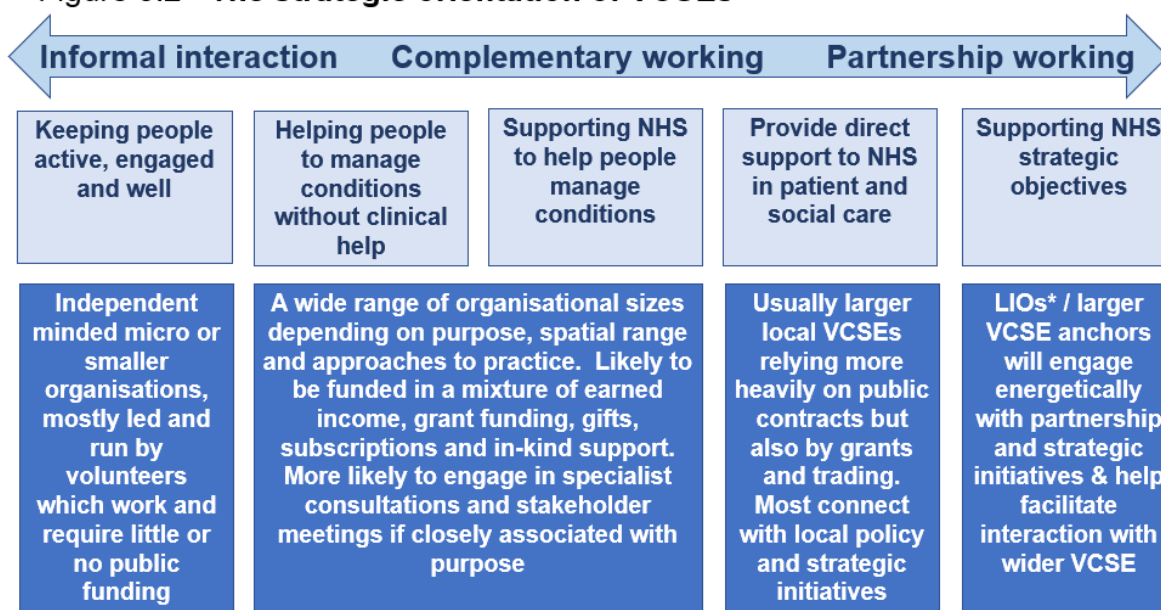 The strategic orientation of VCSEs
Informal interaction Complementary working Partnership working
Keeping people
active, engaged
and well
Helping people
to manage
conditions
without clinical
help
Supporting NHS
to help people
manage
conditions
Provide direct
support to NHS
in patient and
social care
Supporting NHS
strategic
objectives
Independent
minded micro or
smaller
organisations,
mostly led and
run by
volunteers
which work and
require little or
no public
funding
A wide range of organisational sizes
depending on purpose, spatial range
and approaches to practice. Likely to
be funded in a mixture of earned
income, grant funding, gifts,
subscriptions and in-kind support.
More likely to engage in specialist
consultations and stakeholder
meetings if closely associated with
purpose
Usually larger
local VCSEs
relying more
heavily on public
contracts but
also by grants
and trading.
Most connect
with local policy
and strategic
initiatives
LIOs* / larger
VCSE anchors
will engage
energetically
with partnership
and strategic
initiatives & help
facilitate
interaction with
wider VCSE